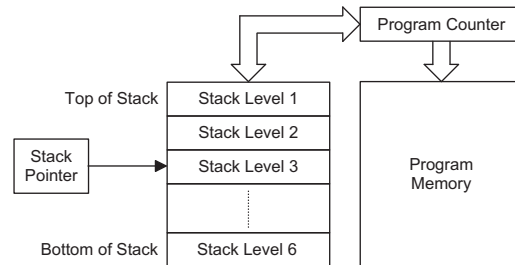 Program Counter
Top of Stack
Stack Level 1
Stack Level 2
Stack
Pointer
Stack Level 3
Program
Memory
Bottom of Stack
Stack Level 6